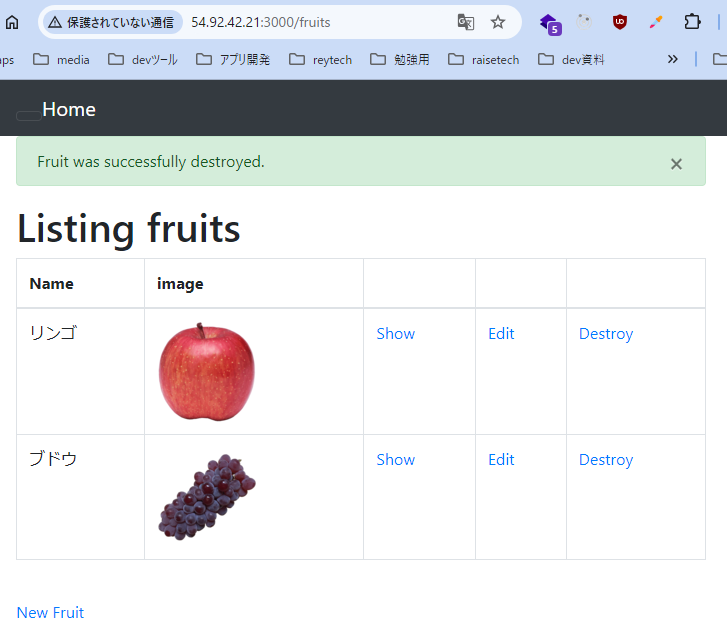 保護されていない通信 54.92.42.21:3000/fruits
5 UD
ps media devツール アプリ開発 reytech 勉強用 raisetech dev資料 »
Home
Fruit was successfully destroyed. ×
Listing fruits
Name image
リンゴ Show Edit Destroy
ブドウ Show Edit Destroy
New Fruit